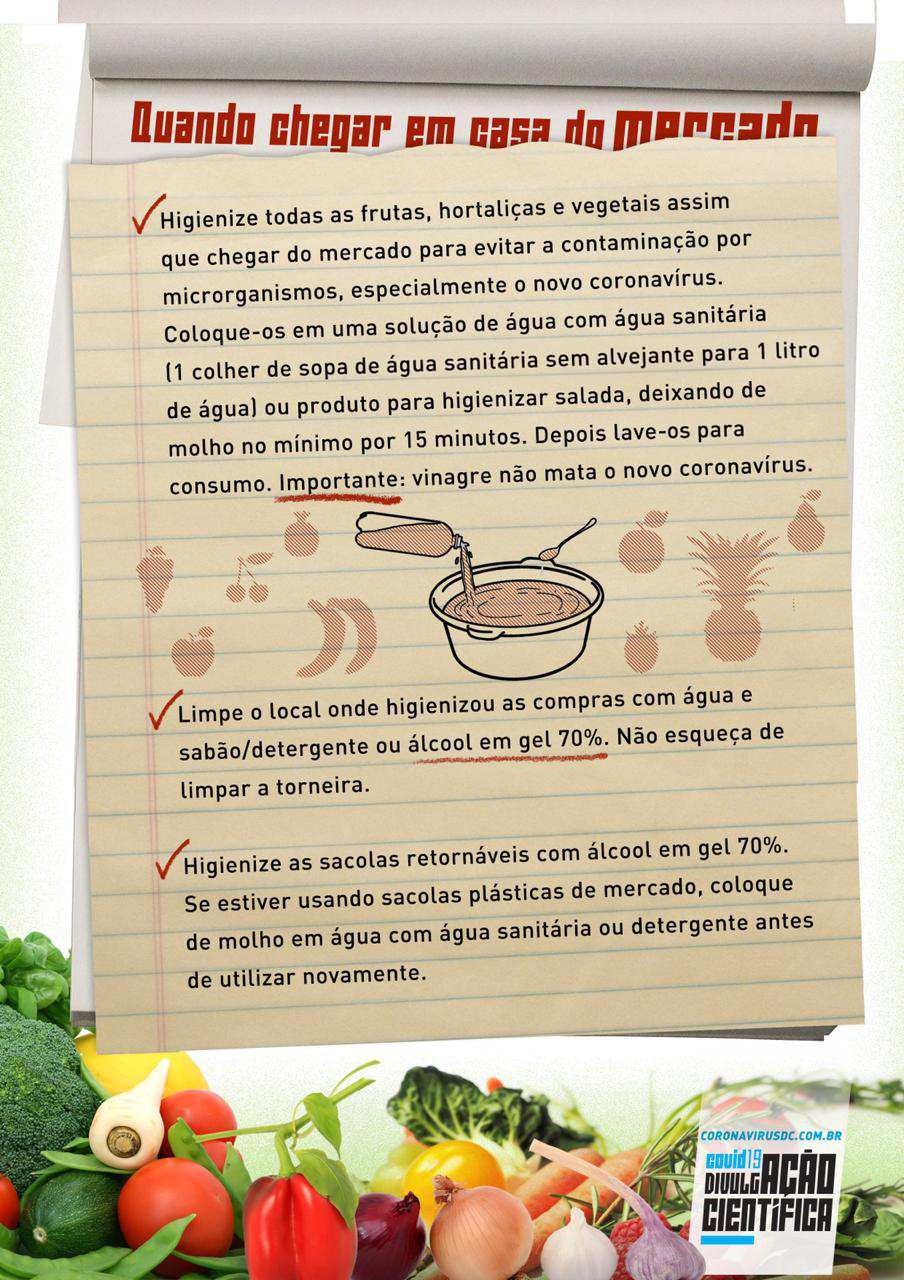 Quando chegar em casa do mercado
Higienize todas as frutas, hortaliças e vegetais assim
que chegar do mercado para evitar a contaminação por
microrganismos, especialmente o novo coronavírus.
Coloque-os em uma solução de água com água sanitária
(1 colher de sopa de água sanitária sem alvejante para 1 litro
de água) ou produto para higienizar salada, deixando de
molho no mínimo por 15 minutos. Depois lave-os para
consumo. Importante: vinagre não mata o novo coronavírus.
Limpe o local onde higienizou as compras com água e
sabão/detergente ou álcool em gel 70%. Não esqueça de
limpar a torneira.
Higienize as sacolas retornáveis com álcool em gel 70%.
Se estiver usando sacolas plásticas de mercado, coloque
de molho em água com água sanitária ou detergente antes
de utilizar novamente.
CORONAVIRUSDC.COM.BR
covid19
DIVULGAÇÃO
CIENTÍFICA